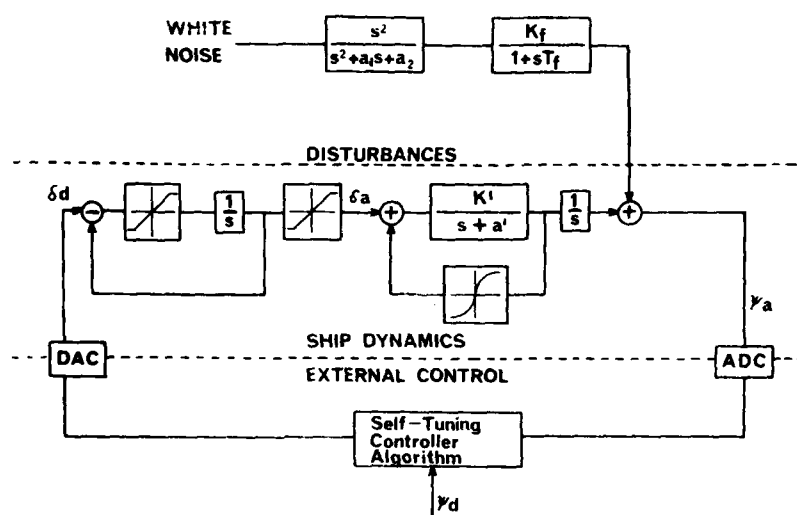 WHITE NOISE
s²
s²+a₁s+a₂
K_f
1+sT_f
DISTURBANCES
δd
−
1
s
δa
+
K'
s + a'
1
s
+
ψa
SHIP DYNAMICS
DAC
EXTERNAL CONTROL
ADC
Self-Tuning
Controller
Algorithm
ψd